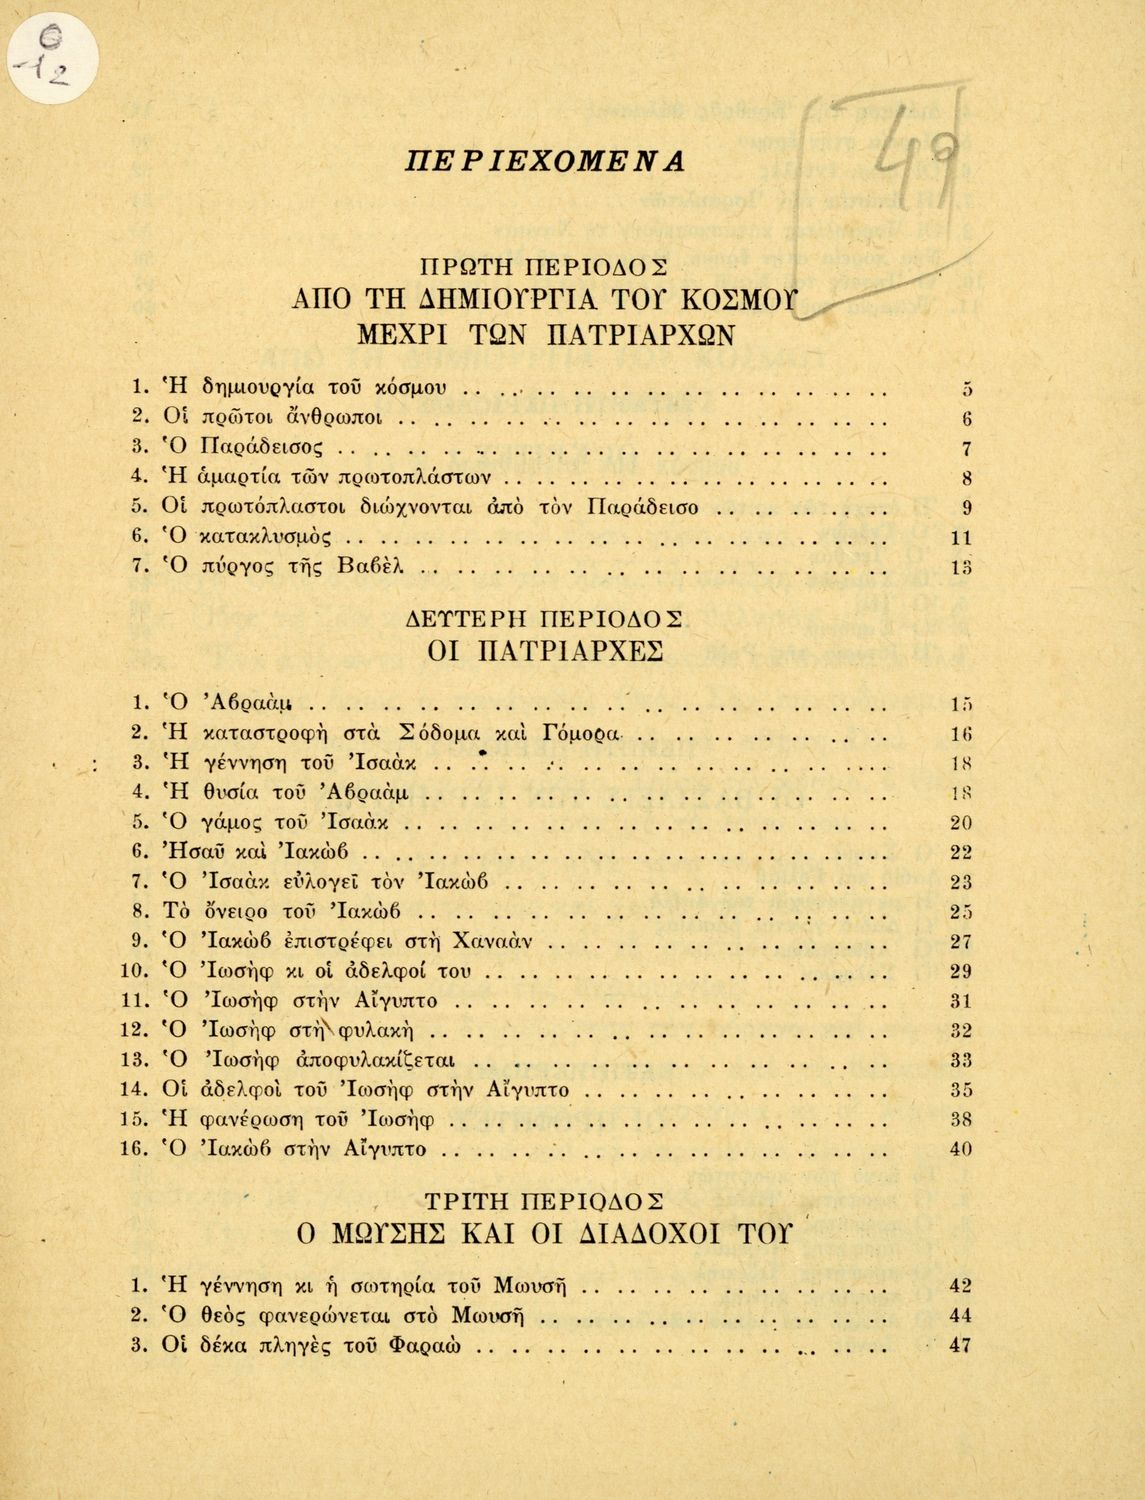 Θ
-12
49
ΠΕΡΙΕΧΟΜΕΝΑ
ΠΡΩΤΗ ΠΕΡΙΟΔΟΣ
ΑΠΟ ΤΗ ΔΗΜΙΟΥΡΓΙΑ ΤΟΥ ΚΟΣΜΟΥ
ΜΕΧΡΙ ΤΩΝ ΠΑΤΡΙΑΡΧΩΝ
1. Ἡ δημιουργία τοῦ κόσμου . . . . . . . . . . . . . . . . 5
2. Οἱ πρῶτοι ἄνθρωποι . . . . . . . . . . . . . . . . 6
3. Ὁ Παράδεισος . . . . . . . . . . . . . . . . 7
4. Ἡ ἁμαρτία τῶν πρωτοπλάστων . . . . . . . . . . . . . . . . 8
5. Οἱ πρωτόπλαστοι διώχνονται ἀπὸ τὸν Παράδεισο . . . . . . . . . . 9
6. Ὁ κατακλυσμὸς . . . . . . . . . . . . . . . . 11
7. Ὁ πύργος τῆς Βαβὲλ . . . . . . . . . . . . . . . . 13
ΔΕΥΤΕΡΗ ΠΕΡΙΟΔΟΣ
ΟΙ ΠΑΤΡΙΑΡΧΕΣ
1. Ὁ Ἀβραὰμ . . . . . . . . . . . . . . . . 15
2. Ἡ καταστροφὴ στὰ Σόδομα καὶ Γόμορα . . . . . . . . . . . . 16
3. Ἡ γέννηση τοῦ Ἰσαὰκ . . . . . . . . . . . . . . . . 18
4. Ἡ θυσία τοῦ Ἀβραὰμ . . . . . . . . . . . . . . . . 18
5. Ὁ γάμος τοῦ Ἰσαὰκ . . . . . . . . . . . . . . . . 20
6. Ἡσαῦ καὶ Ἰακὼβ . . . . . . . . . . . . . . . . 22
7. Ὁ Ἰσαὰκ εὐλογεῖ τὸν Ἰακὼβ . . . . . . . . . . . . . . . . 23
8. Τὸ ὄνειρο τοῦ Ἰακὼβ . . . . . . . . . . . . . . . . 25
9. Ὁ Ἰακὼβ ἐπιστρέφει στὴ Χαναὰν . . . . . . . . . . . . . . 27
10. Ὁ Ἰωσὴφ κι οἱ ἀδελφοί του . . . . . . . . . . . . . . . . 29
11. Ὁ Ἰωσὴφ στὴν Αἴγυπτο . . . . . . . . . . . . . . . . 31
12. Ὁ Ἰωσὴφ στὴ φυλακὴ . . . . . . . . . . . . . . . . 32
13. Ὁ Ἰωσὴφ ἀποφυλακίζεται . . . . . . . . . . . . . . . . 33
14. Οἱ ἀδελφοὶ τοῦ Ἰωσὴφ στὴν Αἴγυπτο . . . . . . . . . . . . . . 35
15. Ἡ φανέρωση τοῦ Ἰωσὴφ . . . . . . . . . . . . . . . . 38
16. Ὁ Ἰακὼβ στὴν Αἴγυπτο . . . . . . . . . . . . . . . . 40
ΤΡΙΤΗ ΠΕΡΙΟΔΟΣ
Ο ΜΩΥΣΗΣ ΚΑΙ ΟΙ ΔΙΑΔΟΧΟΙ ΤΟΥ
1. Ἡ γέννηση κι ἡ σωτηρία τοῦ Μωυσῆ . . . . . . . . . . . . . . 42
2. Ὁ θεὸς φανερώνεται στὸ Μωυσῆ . . . . . . . . . . . . . . 44
3. Οἱ δέκα πληγὲς τοῦ Φαραὼ . . . . . . . . . . . . . . . . 47